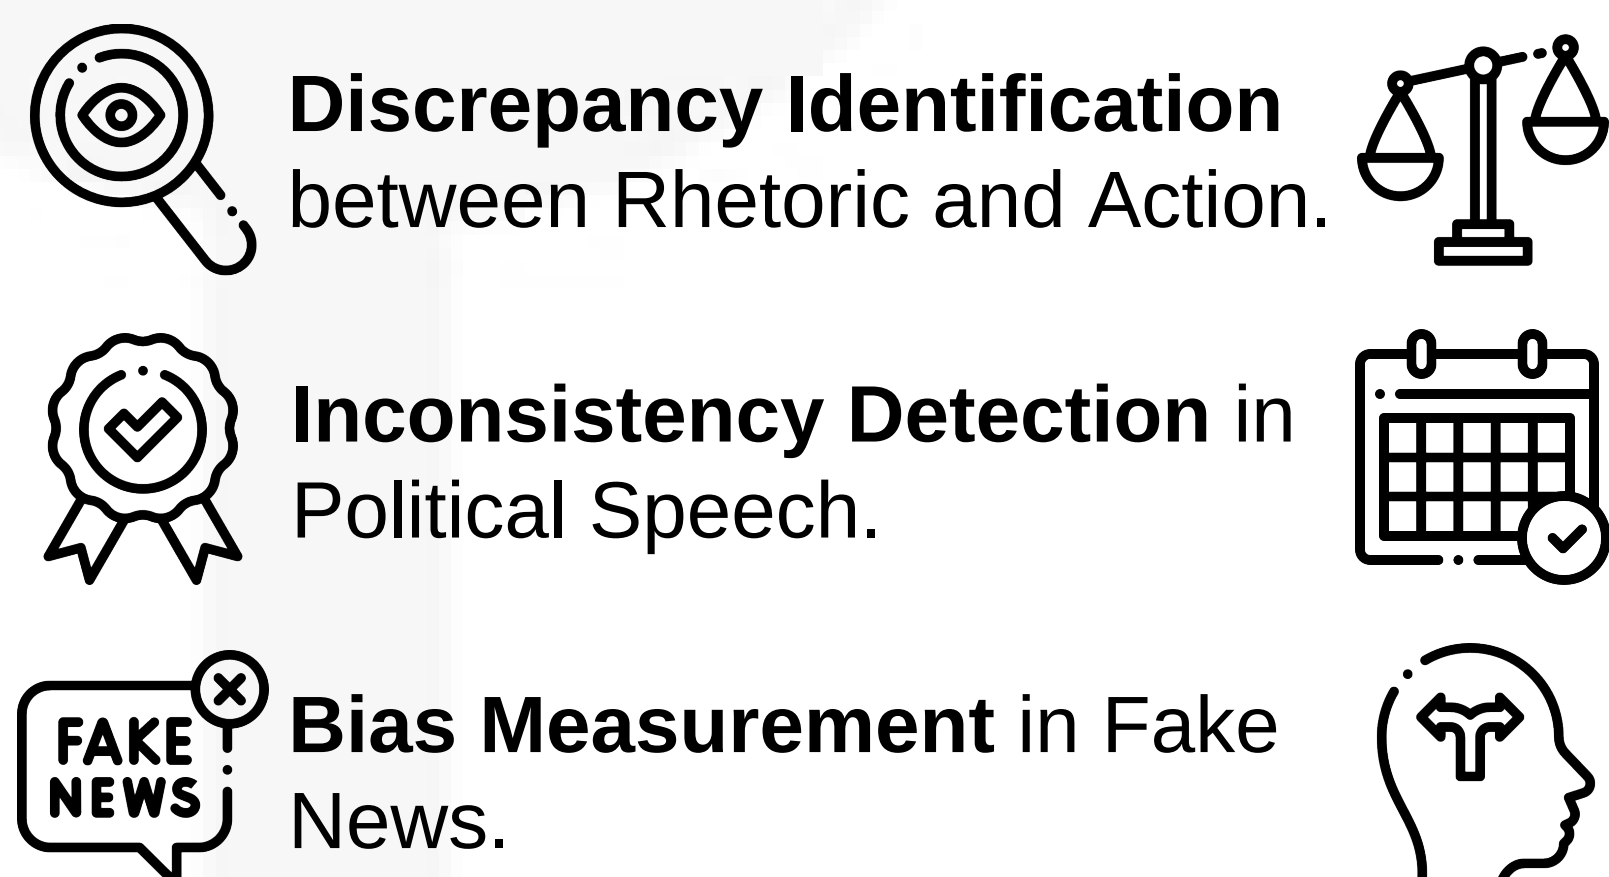 Discrepancy Identification
between Rhetoric and Action.
Inconsistency Detection in
Political Speech.
FAKE
NEWS
Bias Measurement in Fake
News.